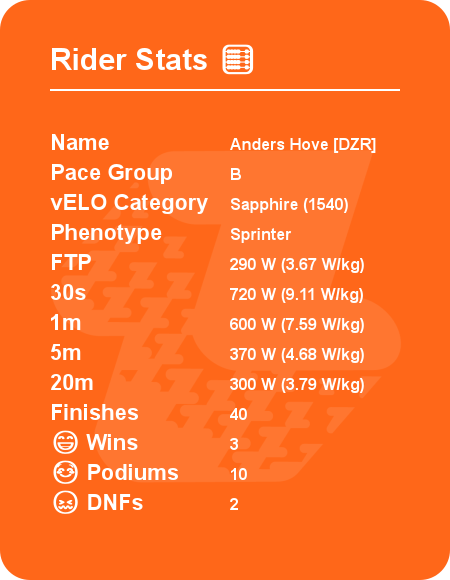 Rider Stats
Name Anders Hove [DZR]
Pace Group B
vELO Category Sapphire (1540)
Phenotype Sprinter
FTP 290 W (3.67 W/kg)
30s 720 W (9.11 W/kg)
1m 600 W (7.59 W/kg)
5m 370 W (4.68 W/kg)
20m 300 W (3.79 W/kg)
Finishes 40
😄 Wins 3
😂 Podiums 10
😖 DNFs 2